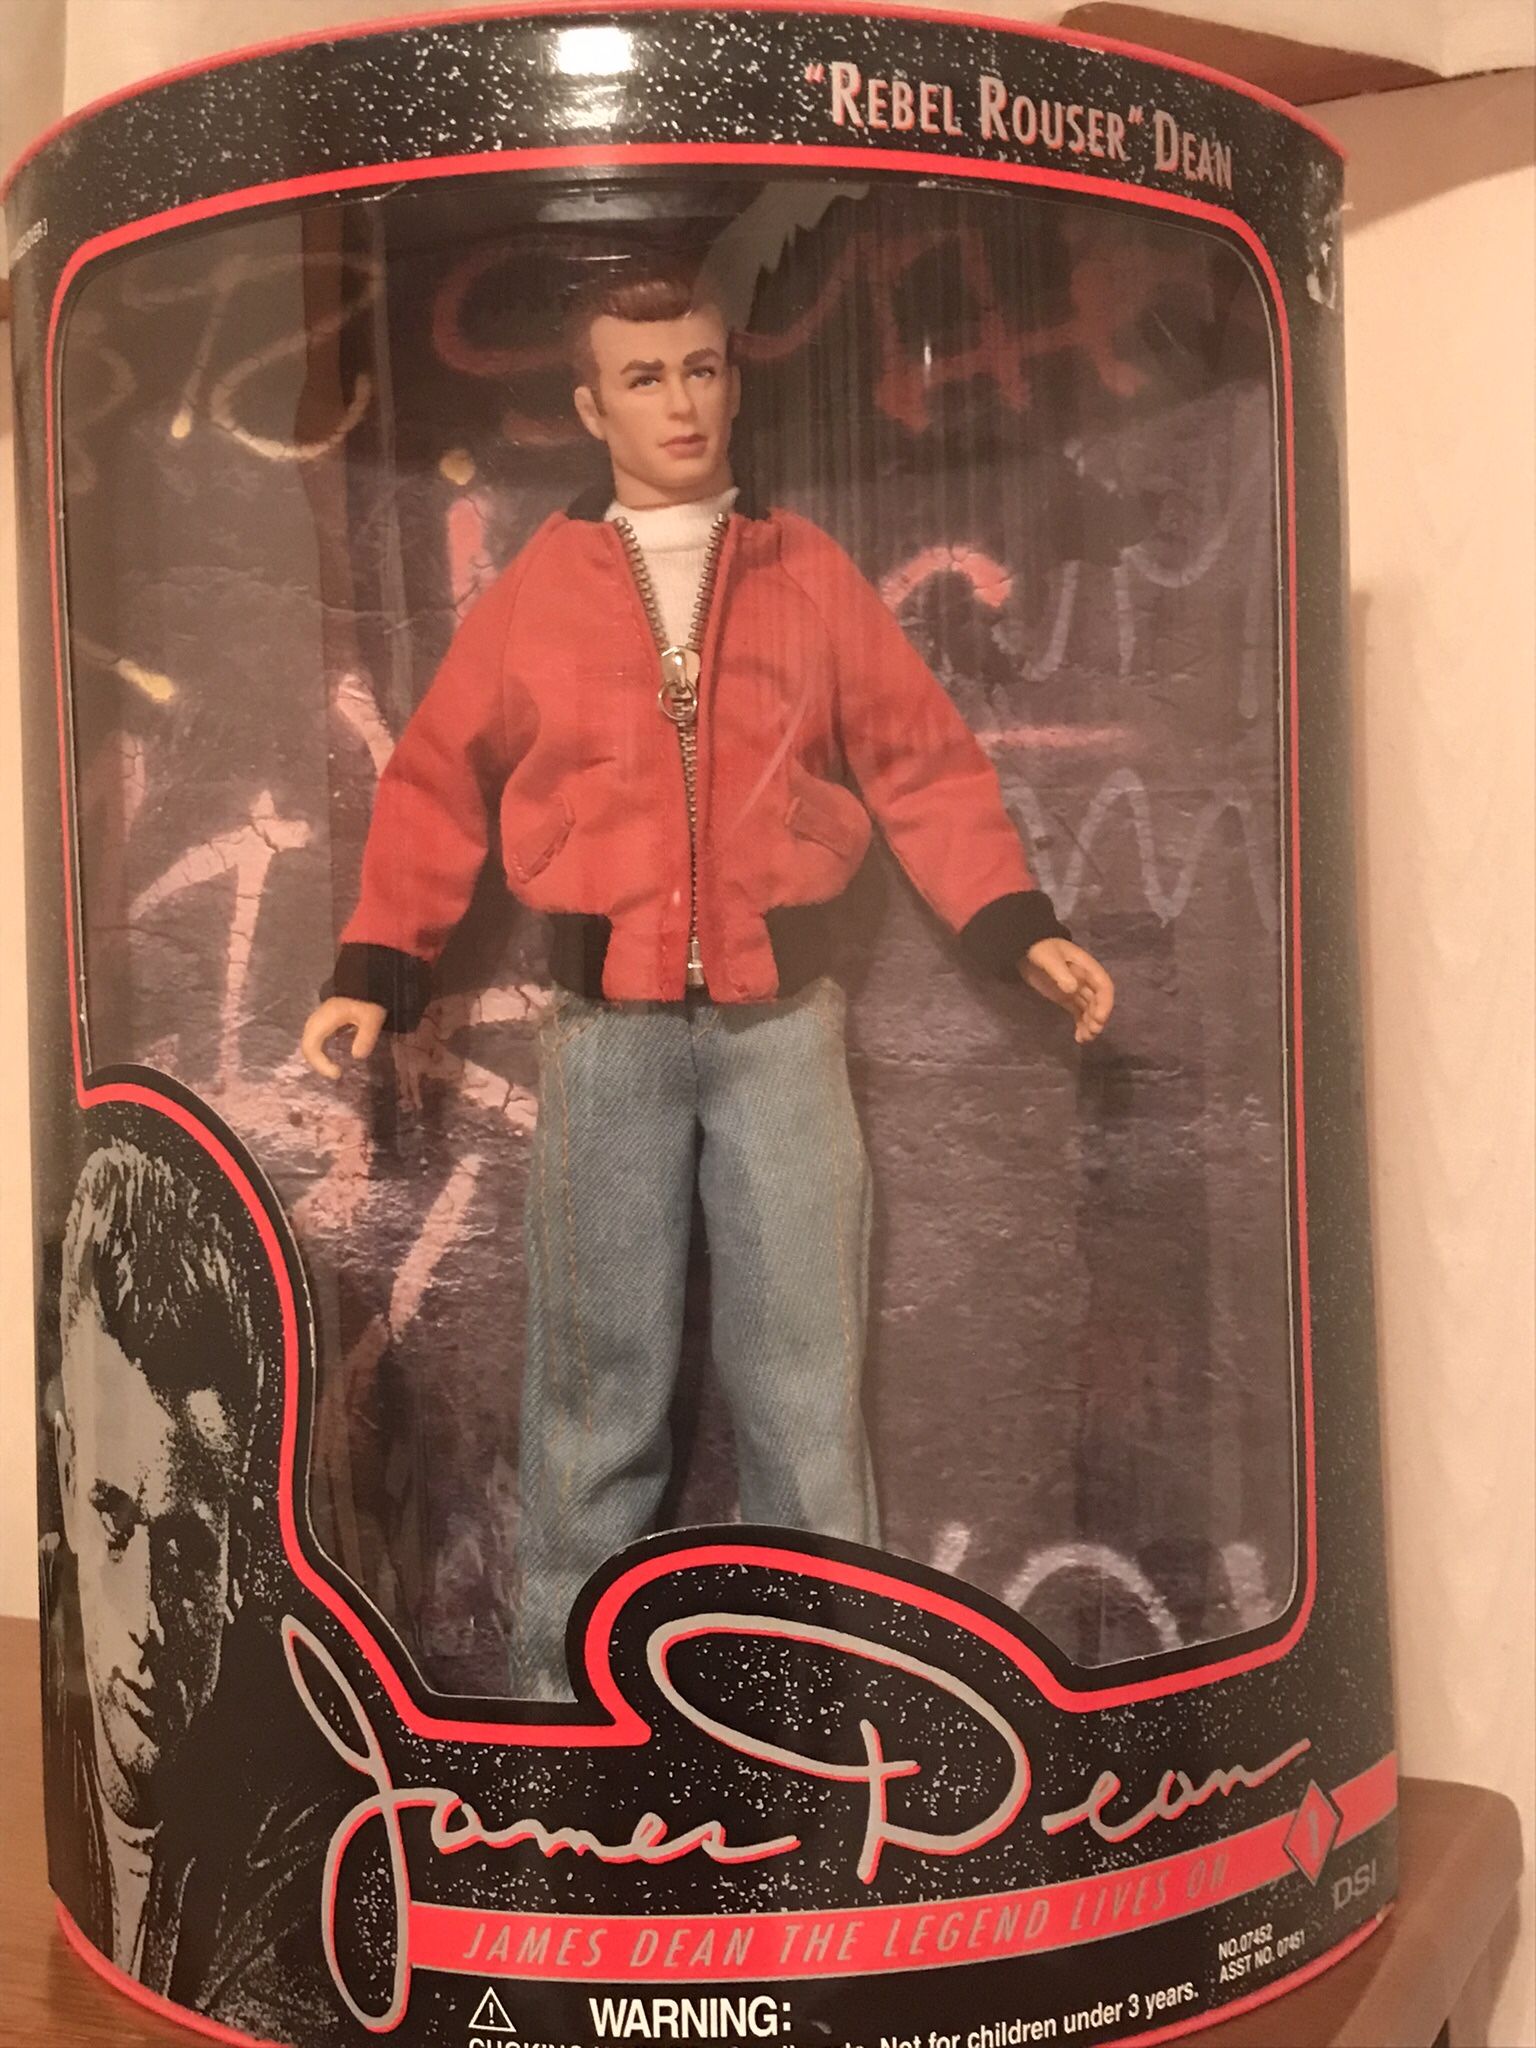 "REBEL ROUSER" DEAN
James Dean
JAMES DEAN THE LEGEND LIVES ON
1
DSI
NO.07452
ASST NO. 07451
WARNING:
CHOKING Not for children under 3 years.